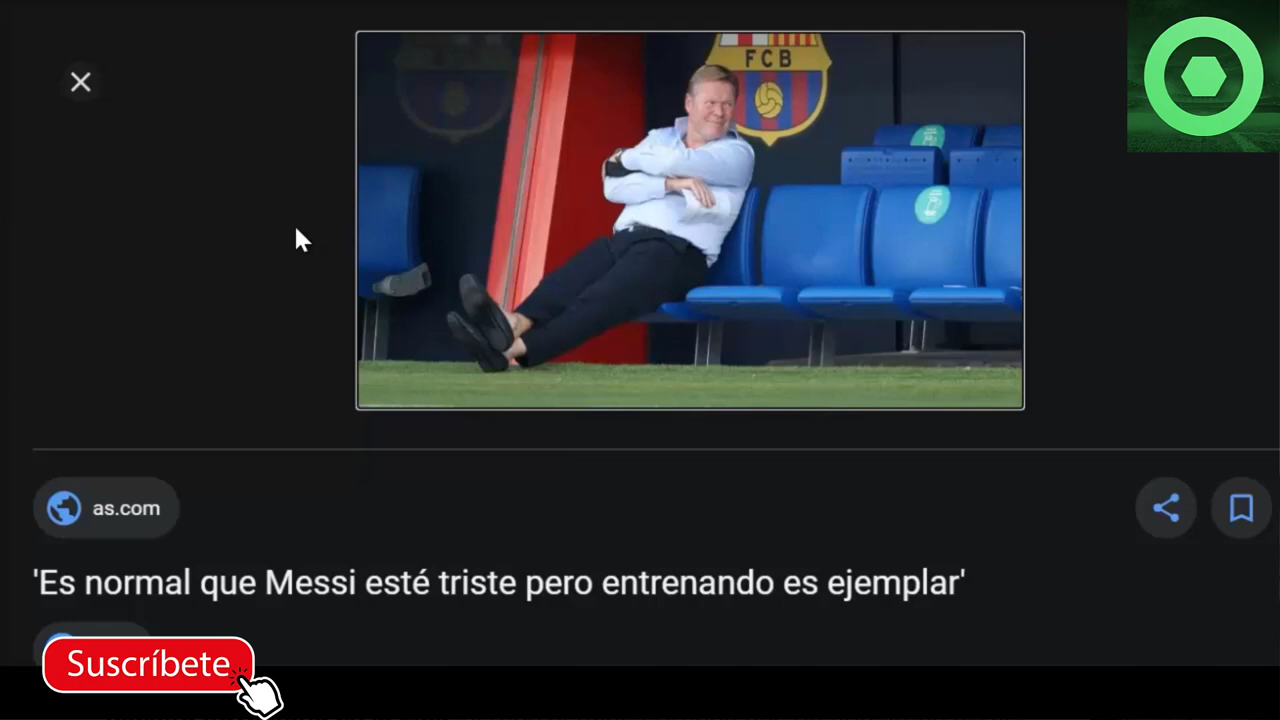 FCB
as.com
'Es normal que Messi esté triste pero entrenando es ejemplar'
Suscríbete